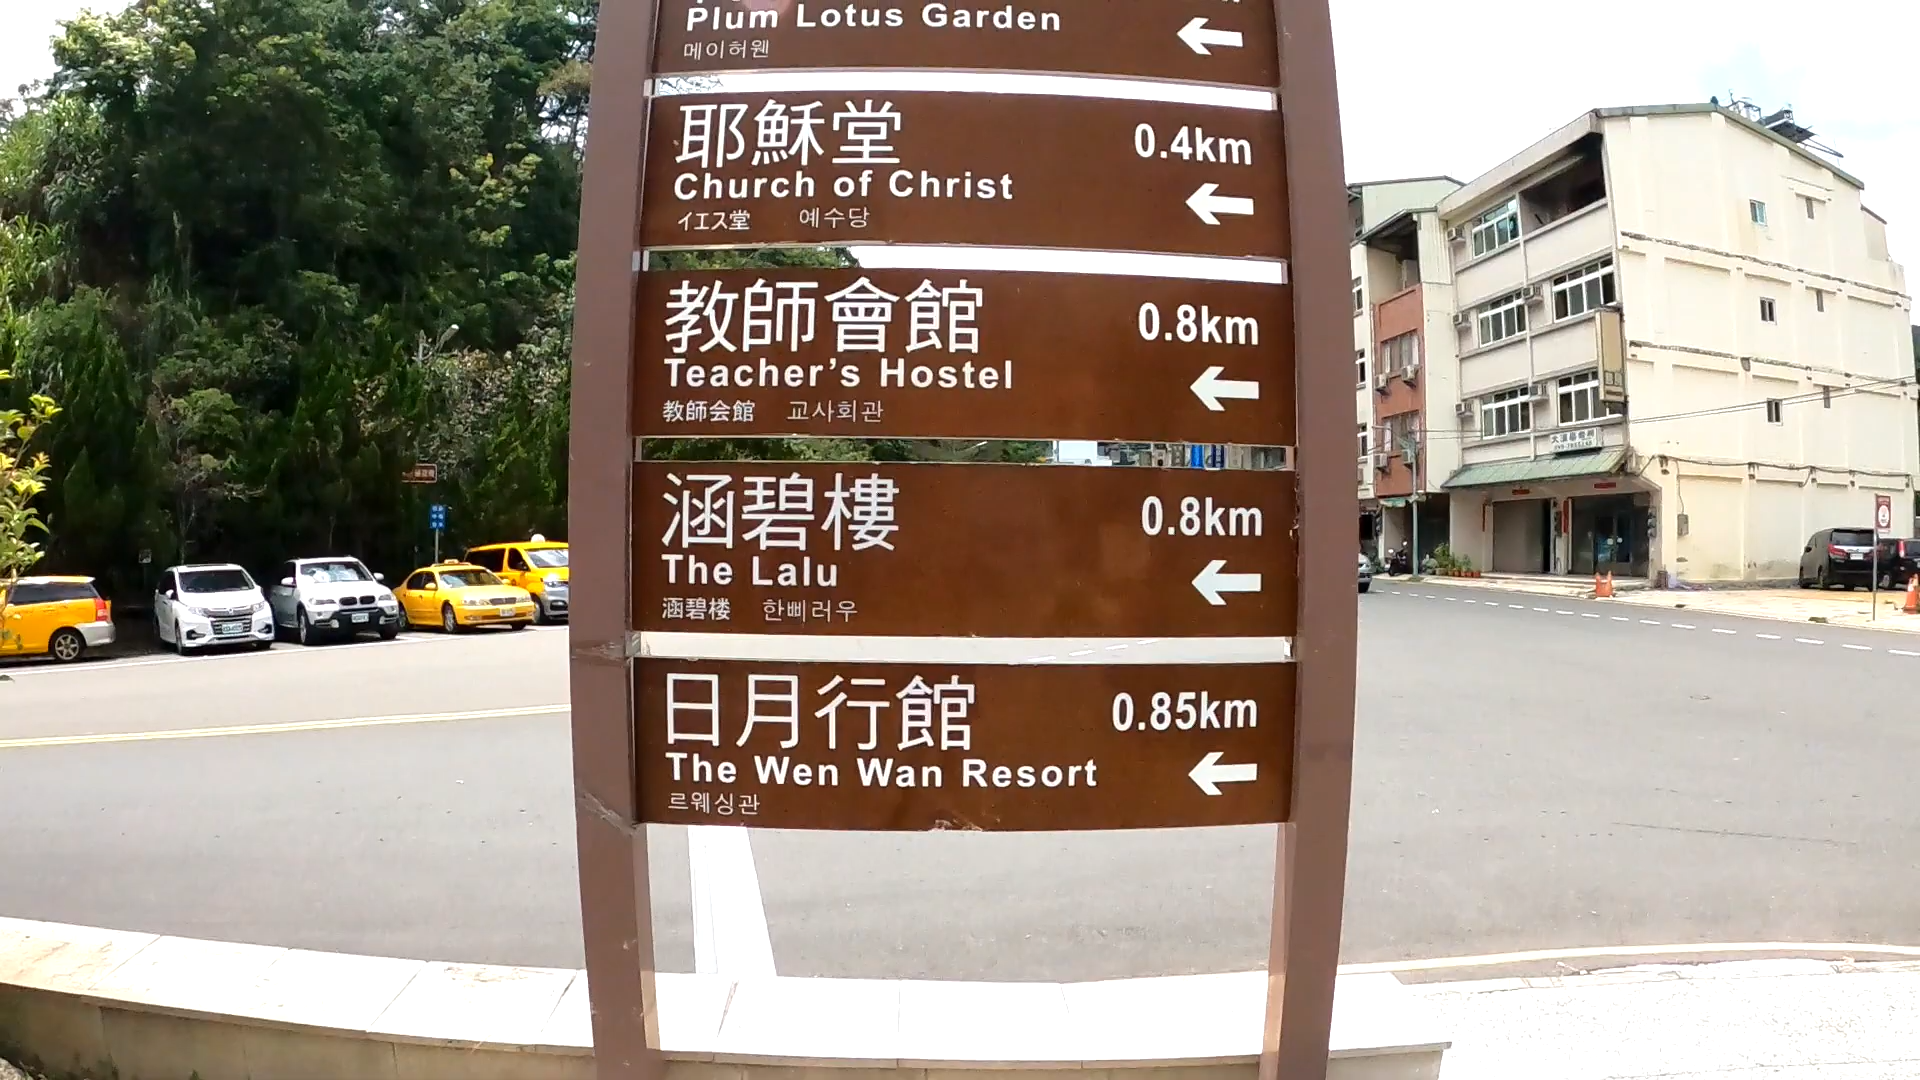 Plum Lotus Garden
메이허웬
耶穌堂 0.4km
Church of Christ
イエス堂 예수당
教師會館 0.8km
Teacher's Hostel
教師会館 교사회관
涵碧樓 0.8km
The Lalu
涵碧楼 한삐러우
日月行館 0.85km
The Wen Wan Resort
르웨싱관